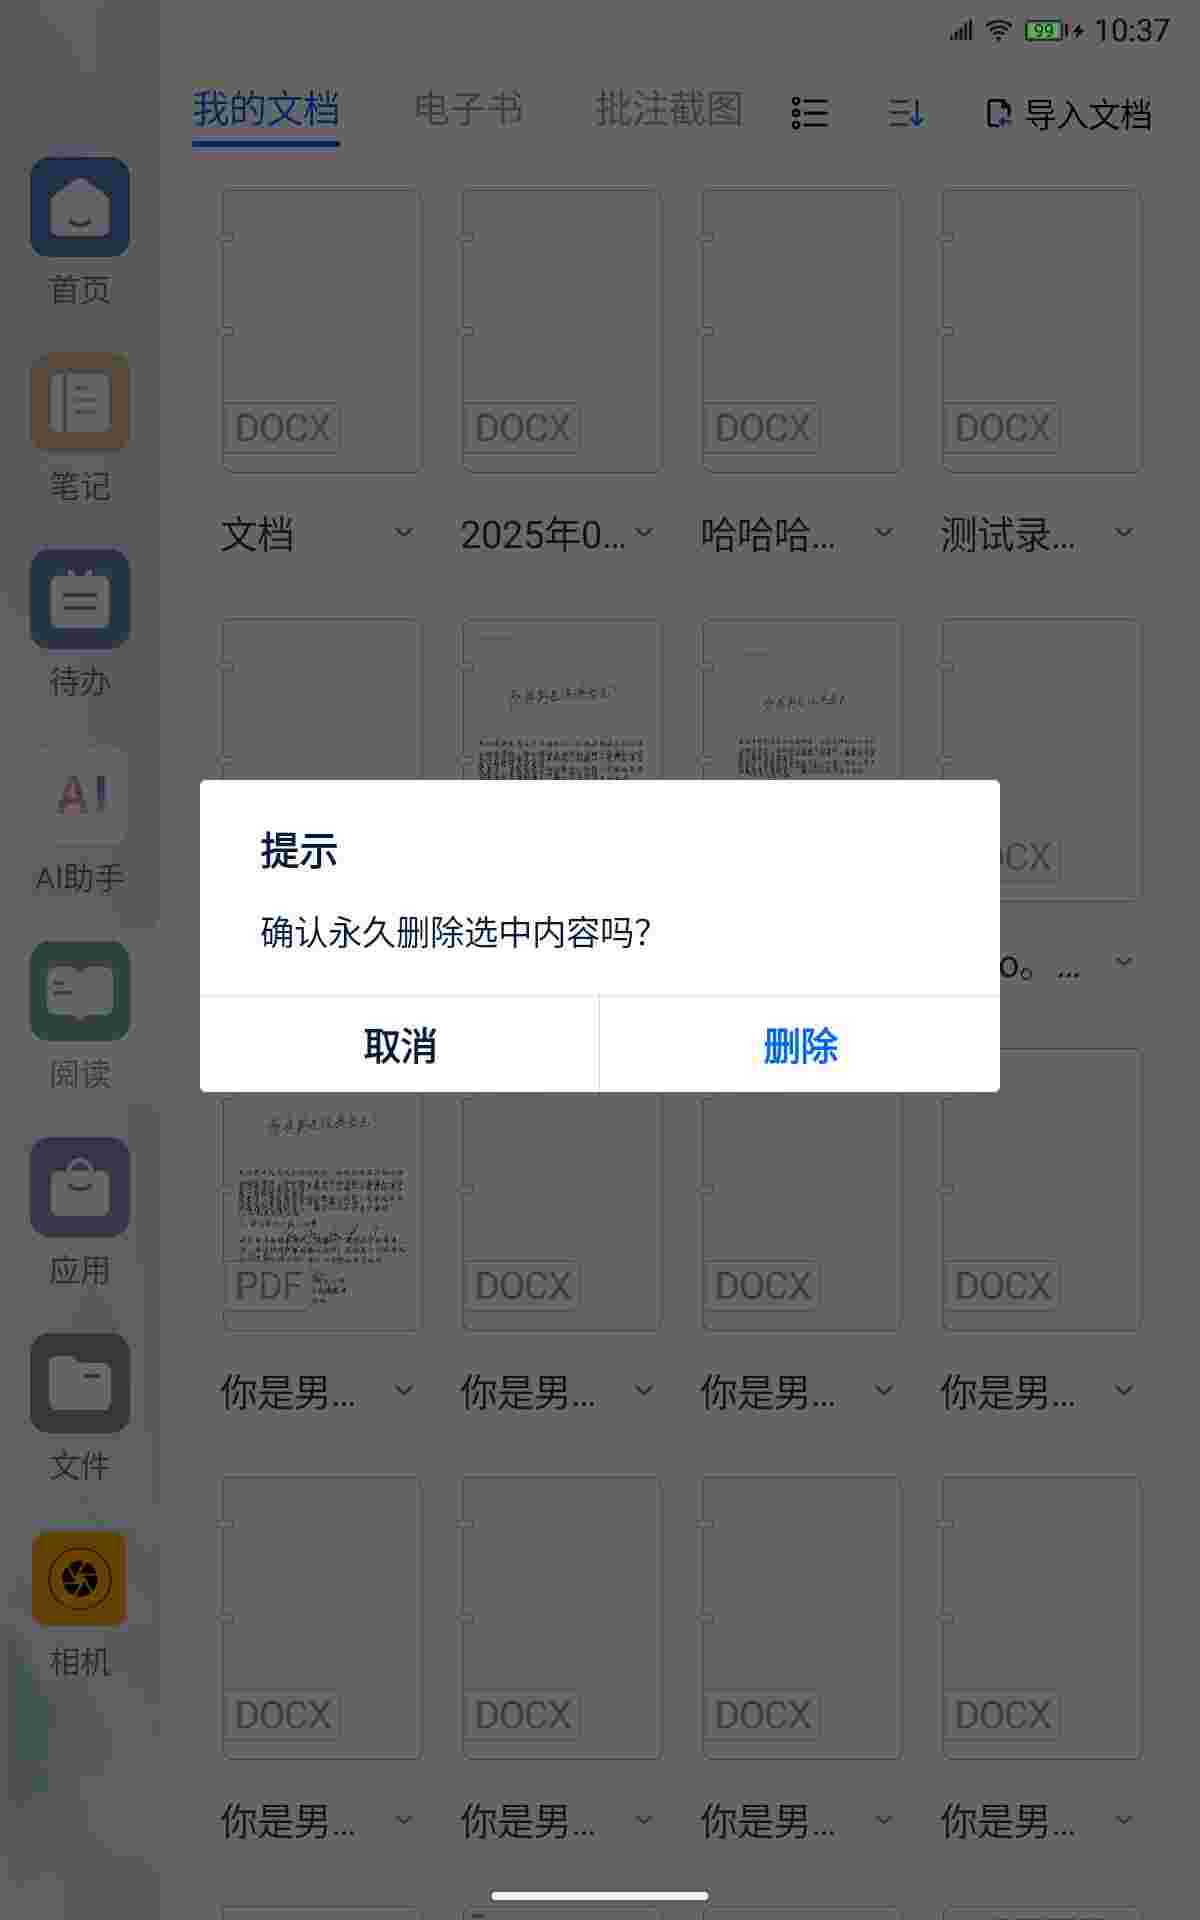 99 10:37
我的文档 电子书 批注截图 导入文档
首页
笔记
待办
AI
AI助手
阅读
应用
文件
相机
DOCX DOCX DOCX DOCX
文档 2025年0... 哈哈哈... 测试录...
提示
确认永久删除选中内容吗?
取消 删除
o。 ...
PDF DOCX DOCX DOCX
你是男... 你是男... 你是男... 你是男...
DOCX DOCX DOCX DOCX
你是男... 你是男... 你是男... 你是男...